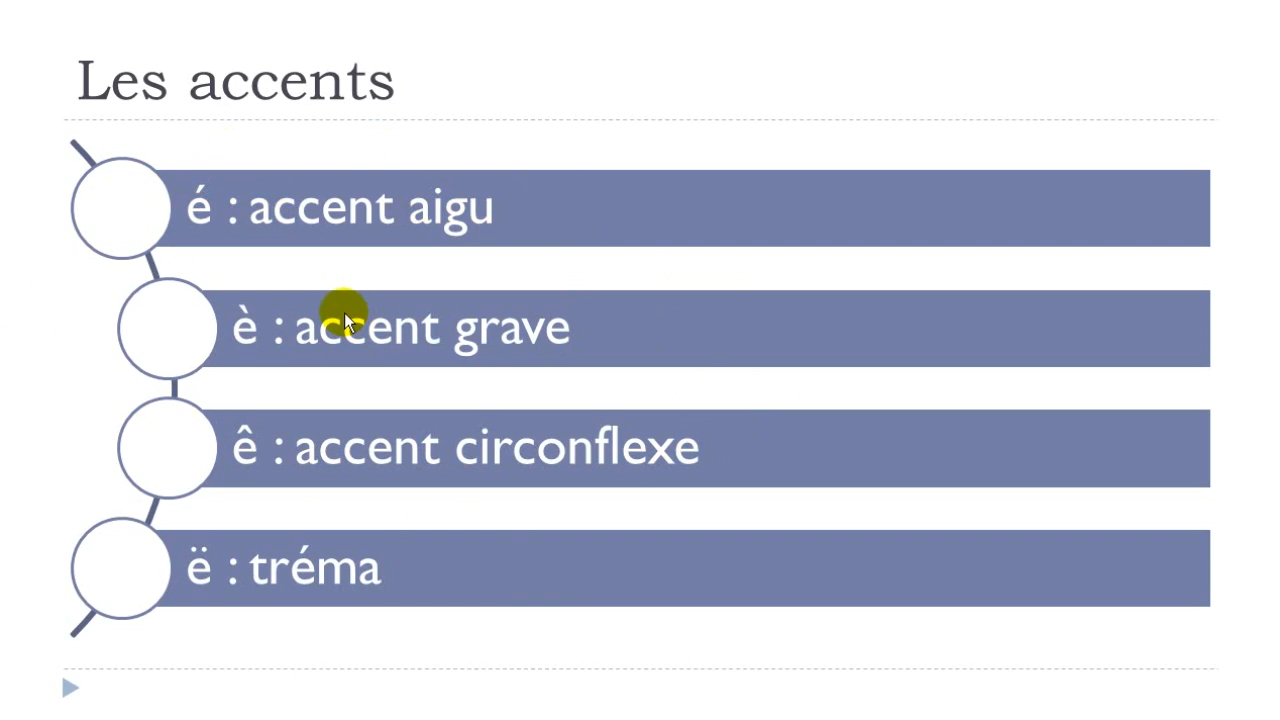 Les accents
é : accent aigu
è : accent grave
ê : accent circonflexe
ë : tréma